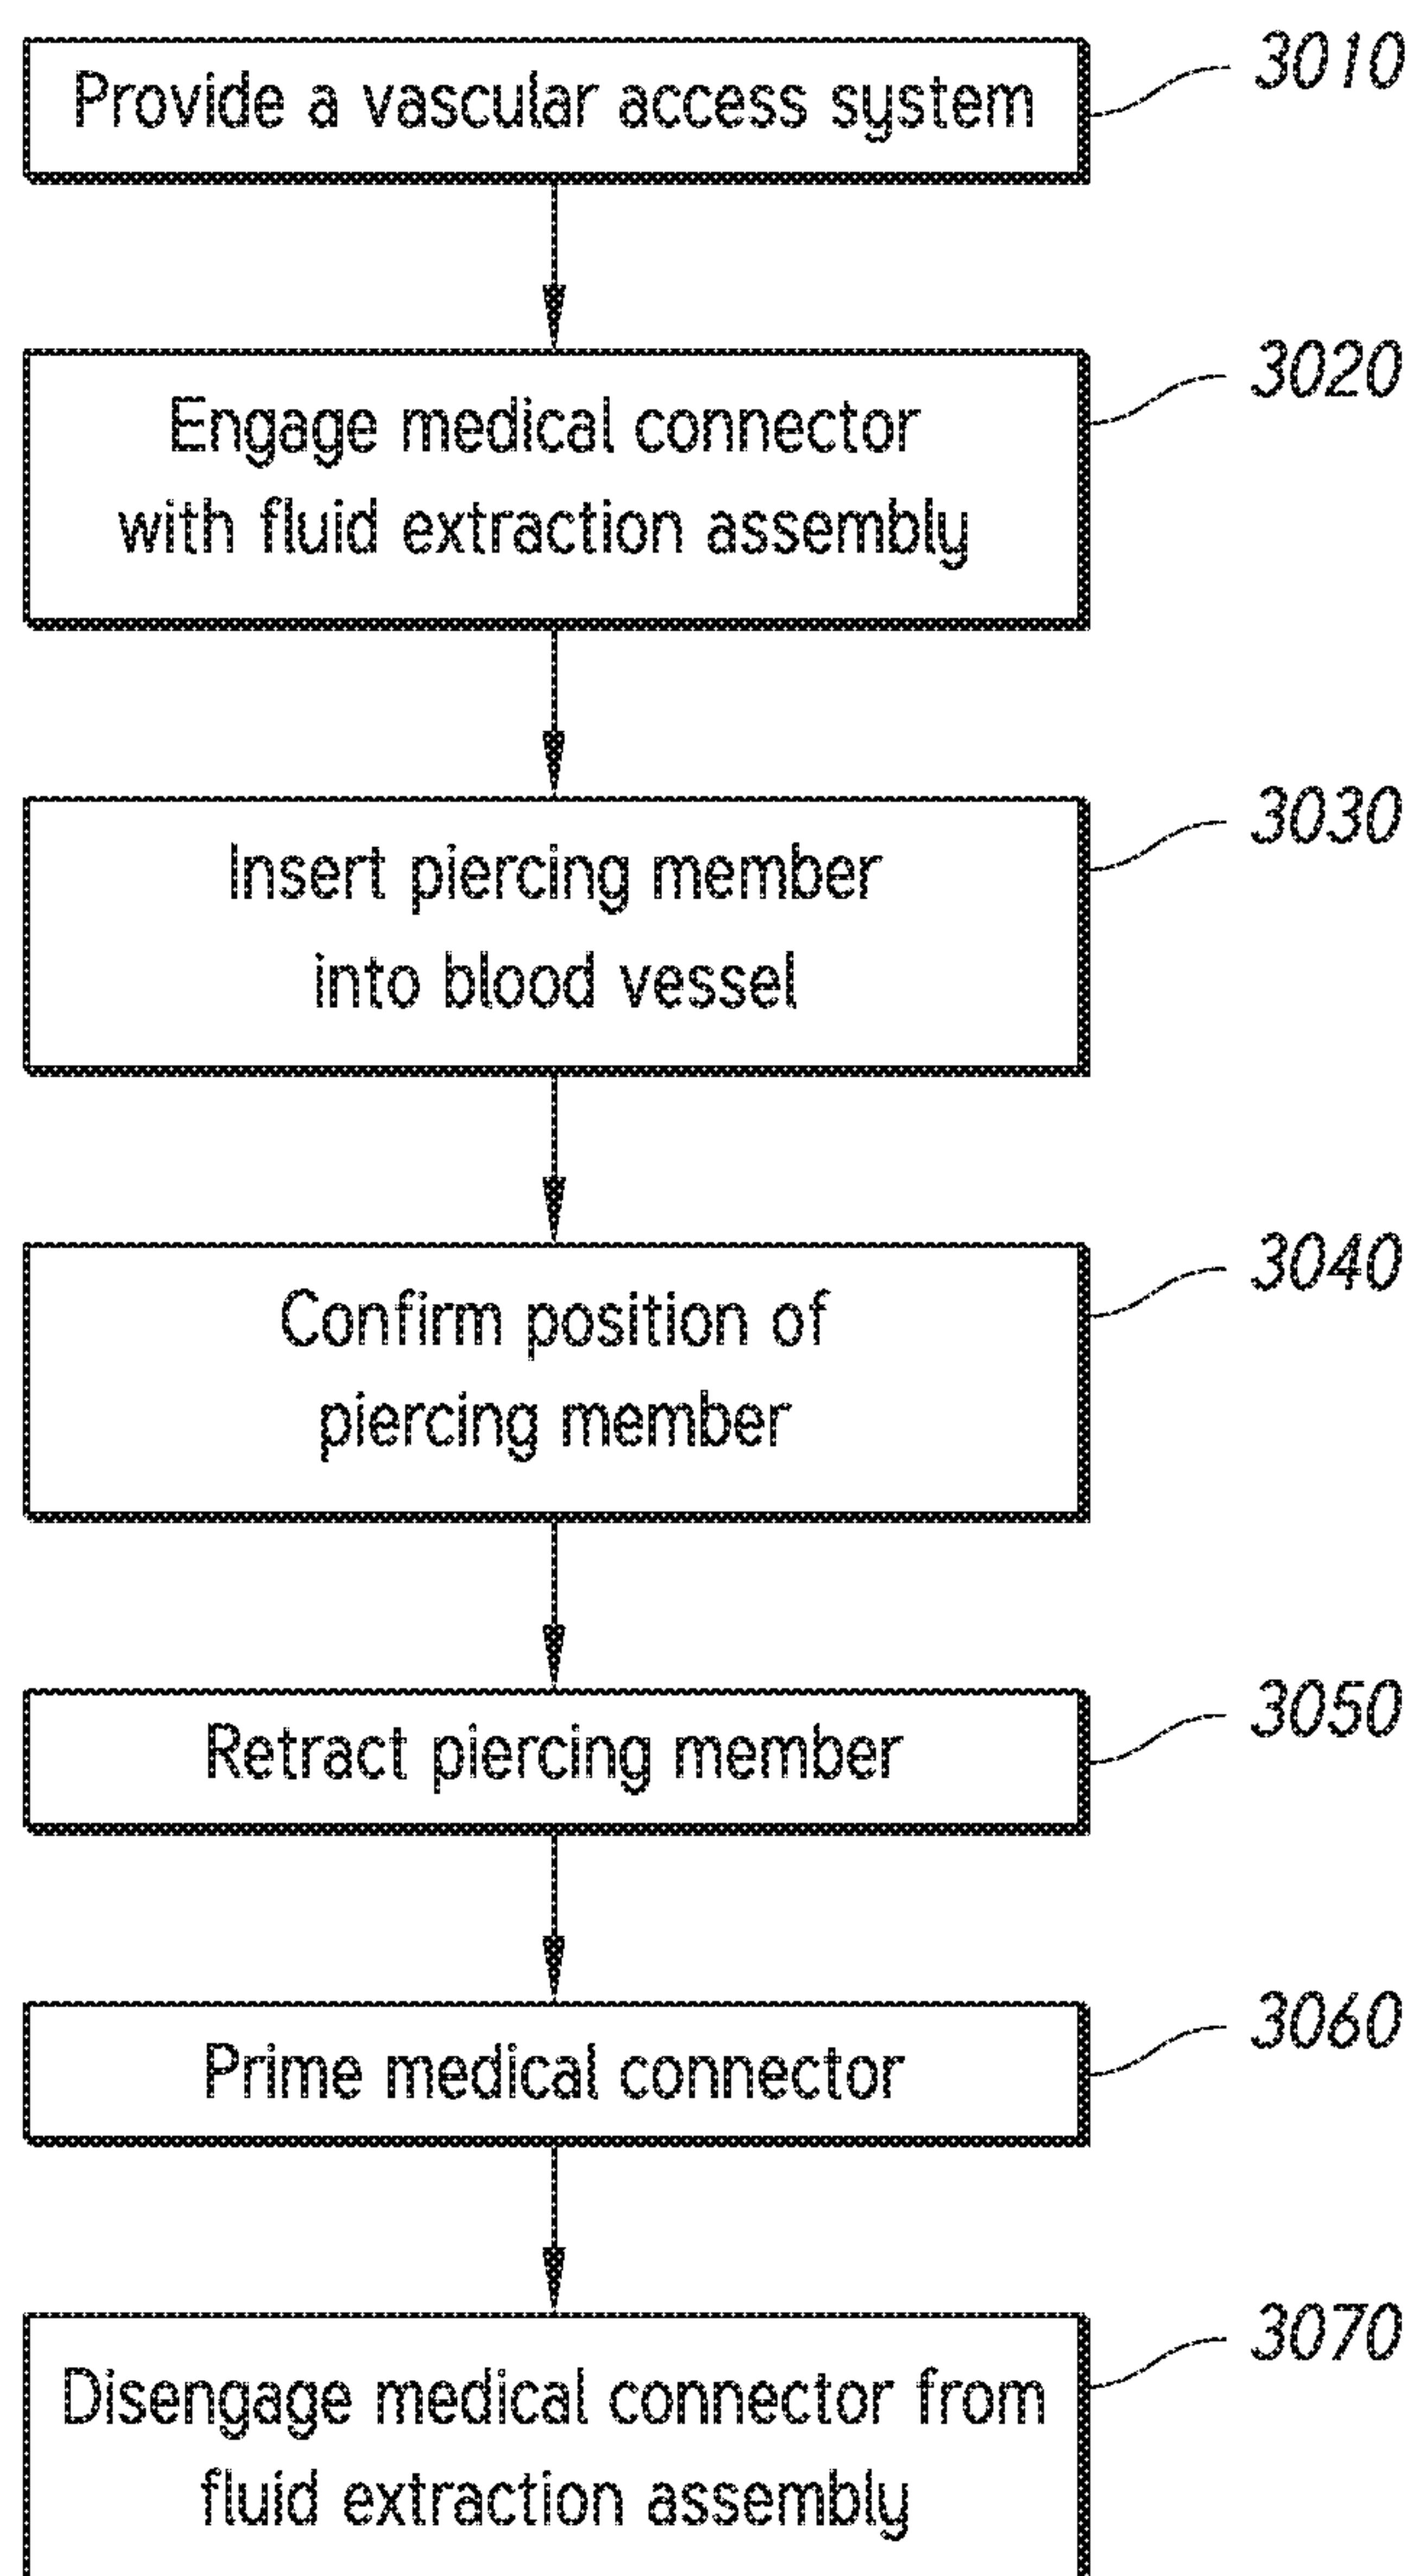 Provide a vascular access system
3010
Engage medical connector
with fluid extraction assembly
3020
Insert piercing member
into blood vessel
3030
Confirm position of
piercing member
3040
Retract piercing member
3050
Prime medical connector
3060
Disengage medical connector from
fluid extraction assembly
3070